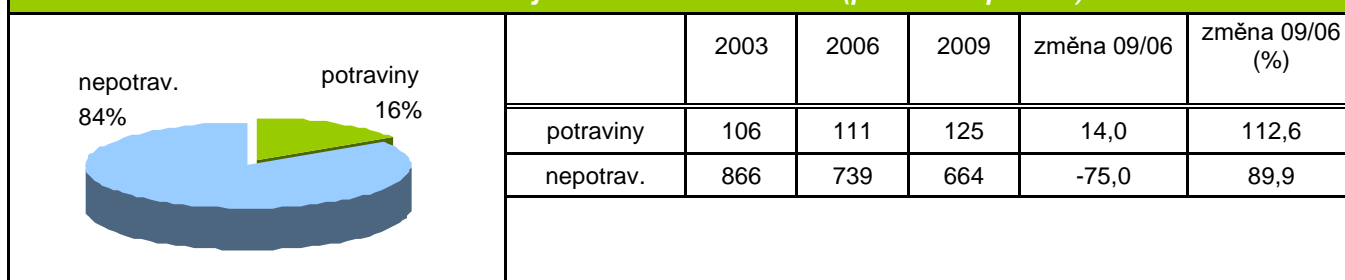 nepotrav.
84%
potraviny
16%
2003 2006 2009 změna 09/06 změna 09/06
(%)
potraviny 106 111 125 14,0 112,6
nepotrav. 866 739 664 -75,0 89,9